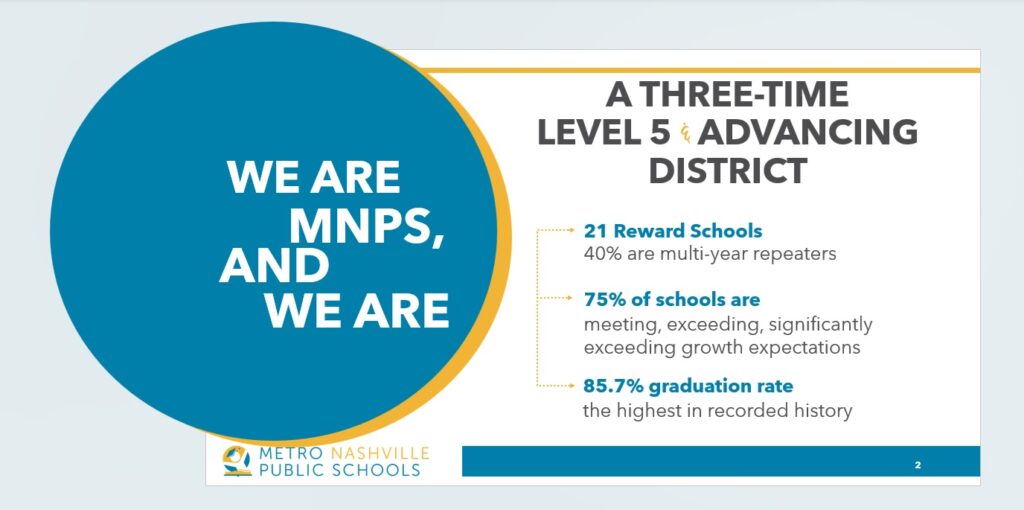 WE ARE
MNPS,
AND
WE ARE
A THREE-TIME
LEVEL 5 & ADVANCING
DISTRICT
21 Reward Schools
40% are multi-year repeaters
75% of schools are
meeting, exceeding, significantly
exceeding growth expectations
85.7% graduation rate
the highest in recorded history
METRO NASHVILLE
PUBLIC SCHOOLS
2